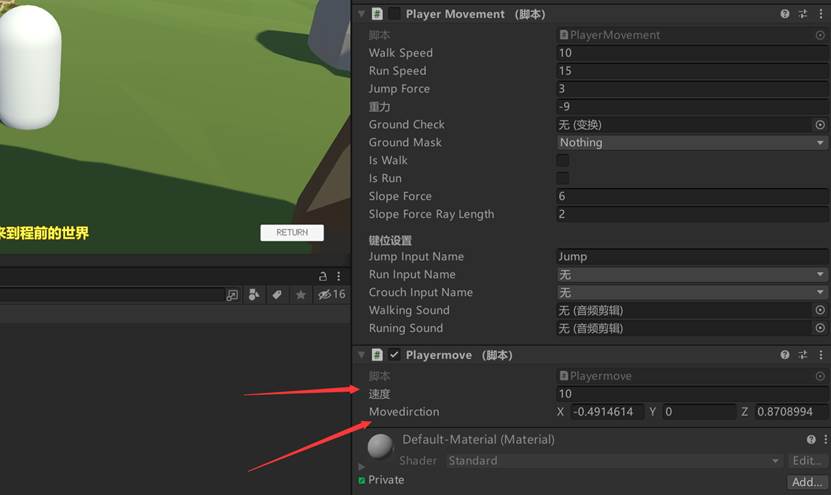 Player Movement （脚本）
脚本 PlayerMovement
Walk Speed 10
Run Speed 15
Jump Force 3
重力 -9
Ground Check 无 (变换)
Ground Mask Nothing
Is Walk
Is Run
Slope Force 6
Slope Force Ray Length 2
键位设置
Jump Input Name Jump
Run Input Name 无
Crouch Input Name 无
Walking Sound 无 (音频剪辑)
Runing Sound 无 (音频剪辑)
来到程前的世界
RETURN
16
Playermove （脚本）
脚本 Playermove
速度 10
Movedirction X -0.4914614 Y 0 Z 0.8708994
Default-Material (Material)
Shader Standard Edit...
Private
Add...